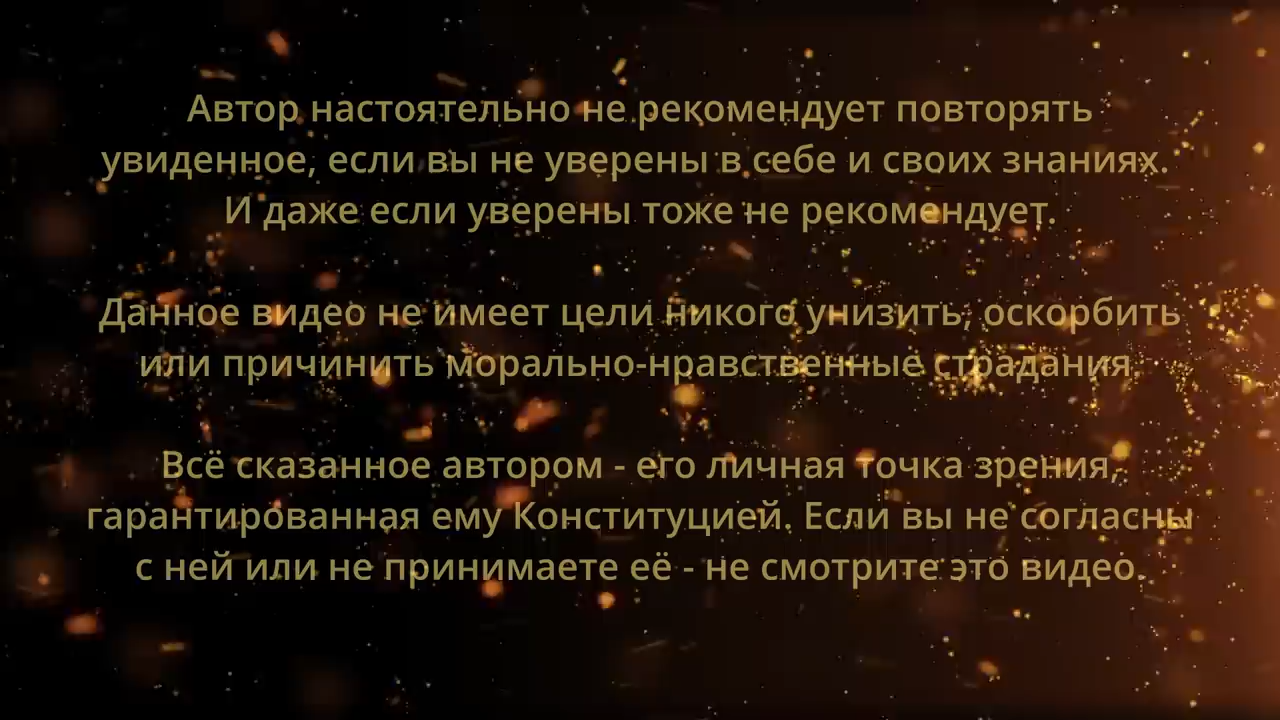 Автор настоятельно не рекомендует повторять
увиденное, если вы не уверены в себе и своих знаниях.
И даже если уверены тоже не рекомендует.
Данное видео не имеет цели никого унизить, оскорбить
или причинить морально-нравственные страдания.
Всё сказанное автором - его личная точка зрения,
гарантированная ему Конституцией. Если вы не согласны
с ней или не принимаете её - не смотрите это видео.